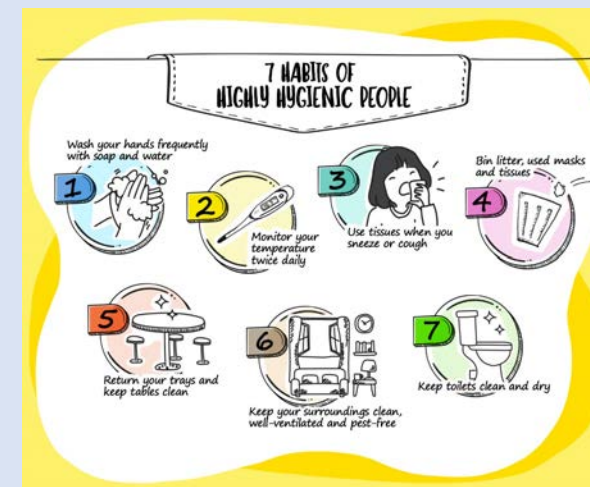 7 HABITS OF
HIGHLY HYGIENIC PEOPLE
Wash your hands frequently
with soap and water
1
2
Monitor your
temperature
twice daily
3
Use tissues when you
sneeze or cough
Bin litter, used masks
and tissues
4
5
Return your trays and
keep tables clean
6
Keep your surroundings clean,
well-ventilated and pest-free
7
Keep toilets clean and dry